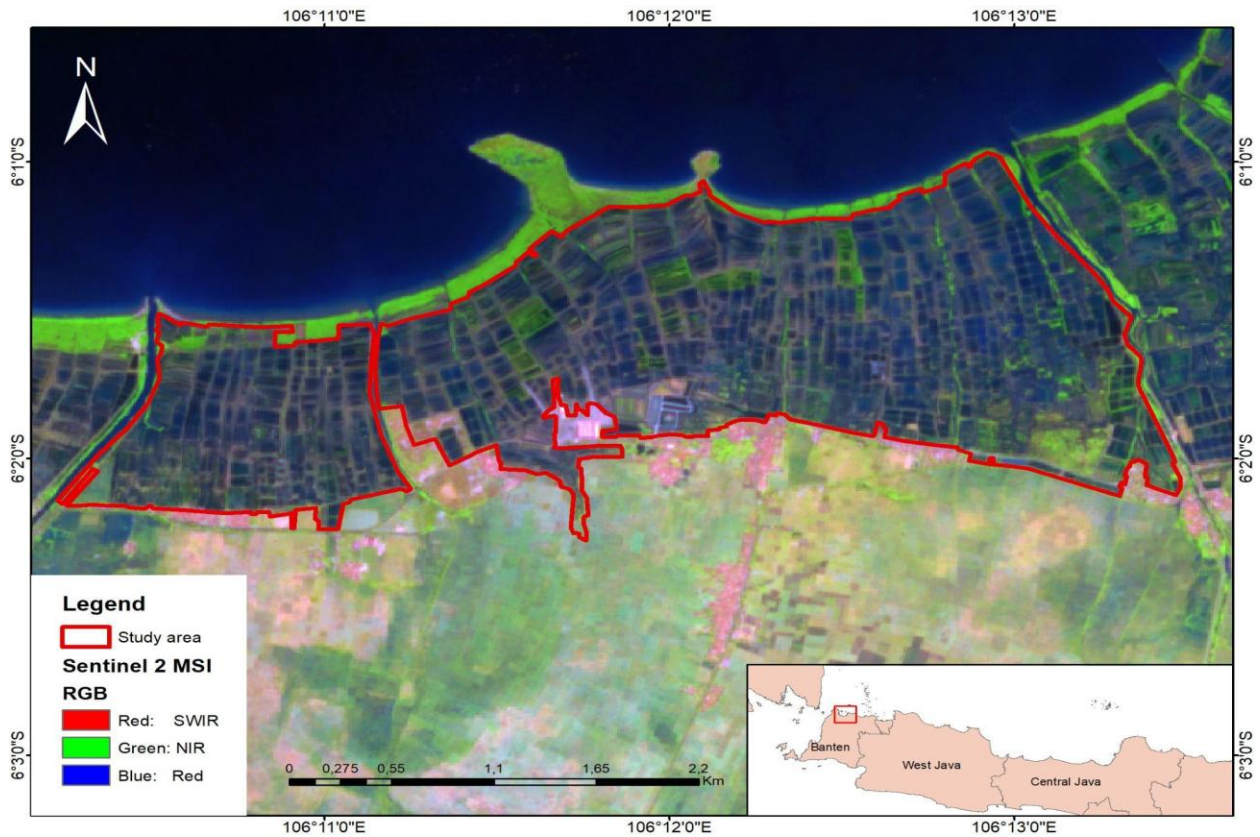 106°11'0"E 106°12'0"E 106°13'0"E
N
6°1'0"S 6°1'0"S
6°2'0"S 6°2'0"S
Legend
Study area
Sentinel 2 MSI
RGB
Red: SWIR
Green: NIR
Blue: Red
0 0,275 0,55 1,1 1,65 2,2
Km
Banten
West Java
Central Java
6°3'0"S 6°3'0"S
106°11'0"E 106°12'0"E 106°13'0"E